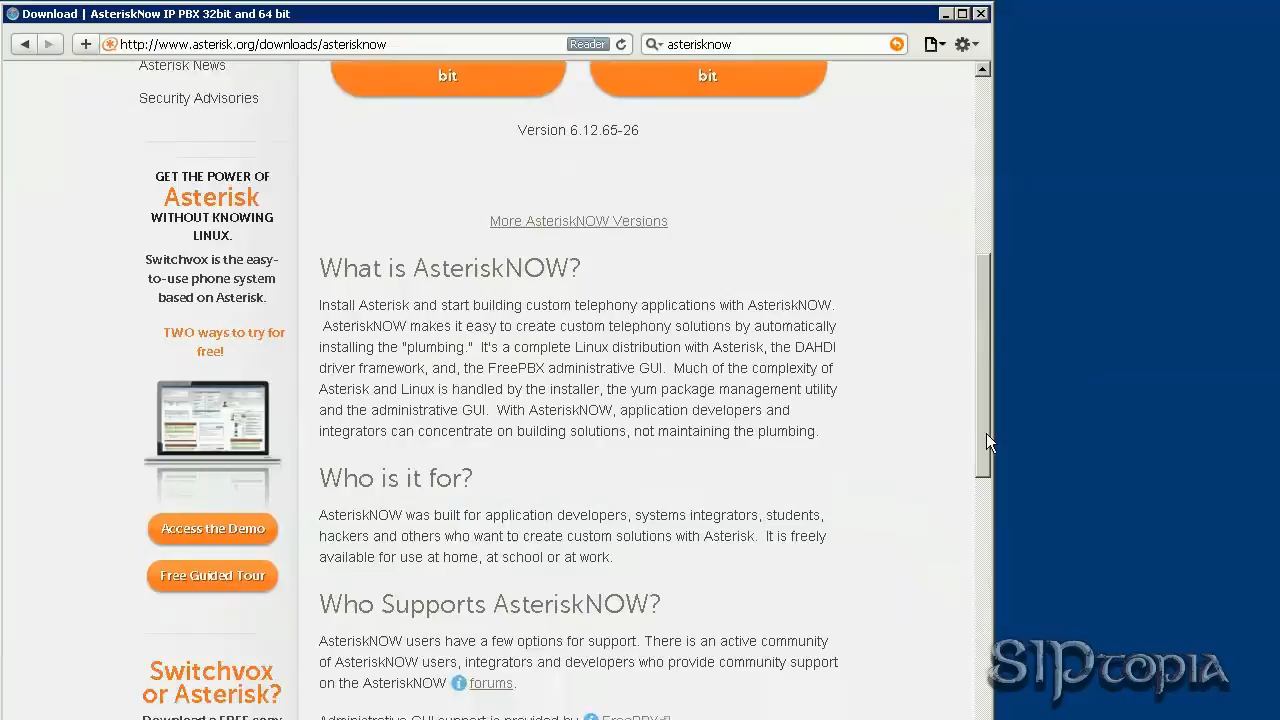 Download | AsteriskNow IP PBX 32bit and 64 bit
http://www.asterisk.org/downloads/asterisknow
Reader
asterisknow
Asterisk News
Security Advisories
GET THE POWER OF
Asterisk
WITHOUT KNOWING
LINUX.
Switchvox is the easy-
to-use phone system
based on Asterisk.
TWO ways to try for
free!
Access the Demo
Free Guided Tour
Switchvox
or Asterisk?
Download a FREE copy
bit
bit
Version 6.12.65-26
More AsteriskNOW Versions
What is AsteriskNOW?
Install Asterisk and start building custom telephony applications with AsteriskNOW.
AsteriskNOW makes it easy to create custom telephony solutions by automatically
installing the "plumbing." It's a complete Linux distribution with Asterisk, the DAHDI
driver framework, and, the FreePBX administrative GUI. Much of the complexity of
Asterisk and Linux is handled by the installer, the yum package management utility
and the administrative GUI. With AsteriskNOW, application developers and
integrators can concentrate on building solutions, not maintaining the plumbing.
Who is it for?
AsteriskNOW was built for application developers, systems integrators, students,
hackers and others who want to create custom solutions with Asterisk. It is freely
available for use at home, at school or at work.
Who Supports AsteriskNOW?
AsteriskNOW users have a few options for support. There is an active community
of AsteriskNOW users, integrators and developers who provide community support
on the AsteriskNOW forums.
Administrative GUI support is provided by FreePBX
SIPtopia